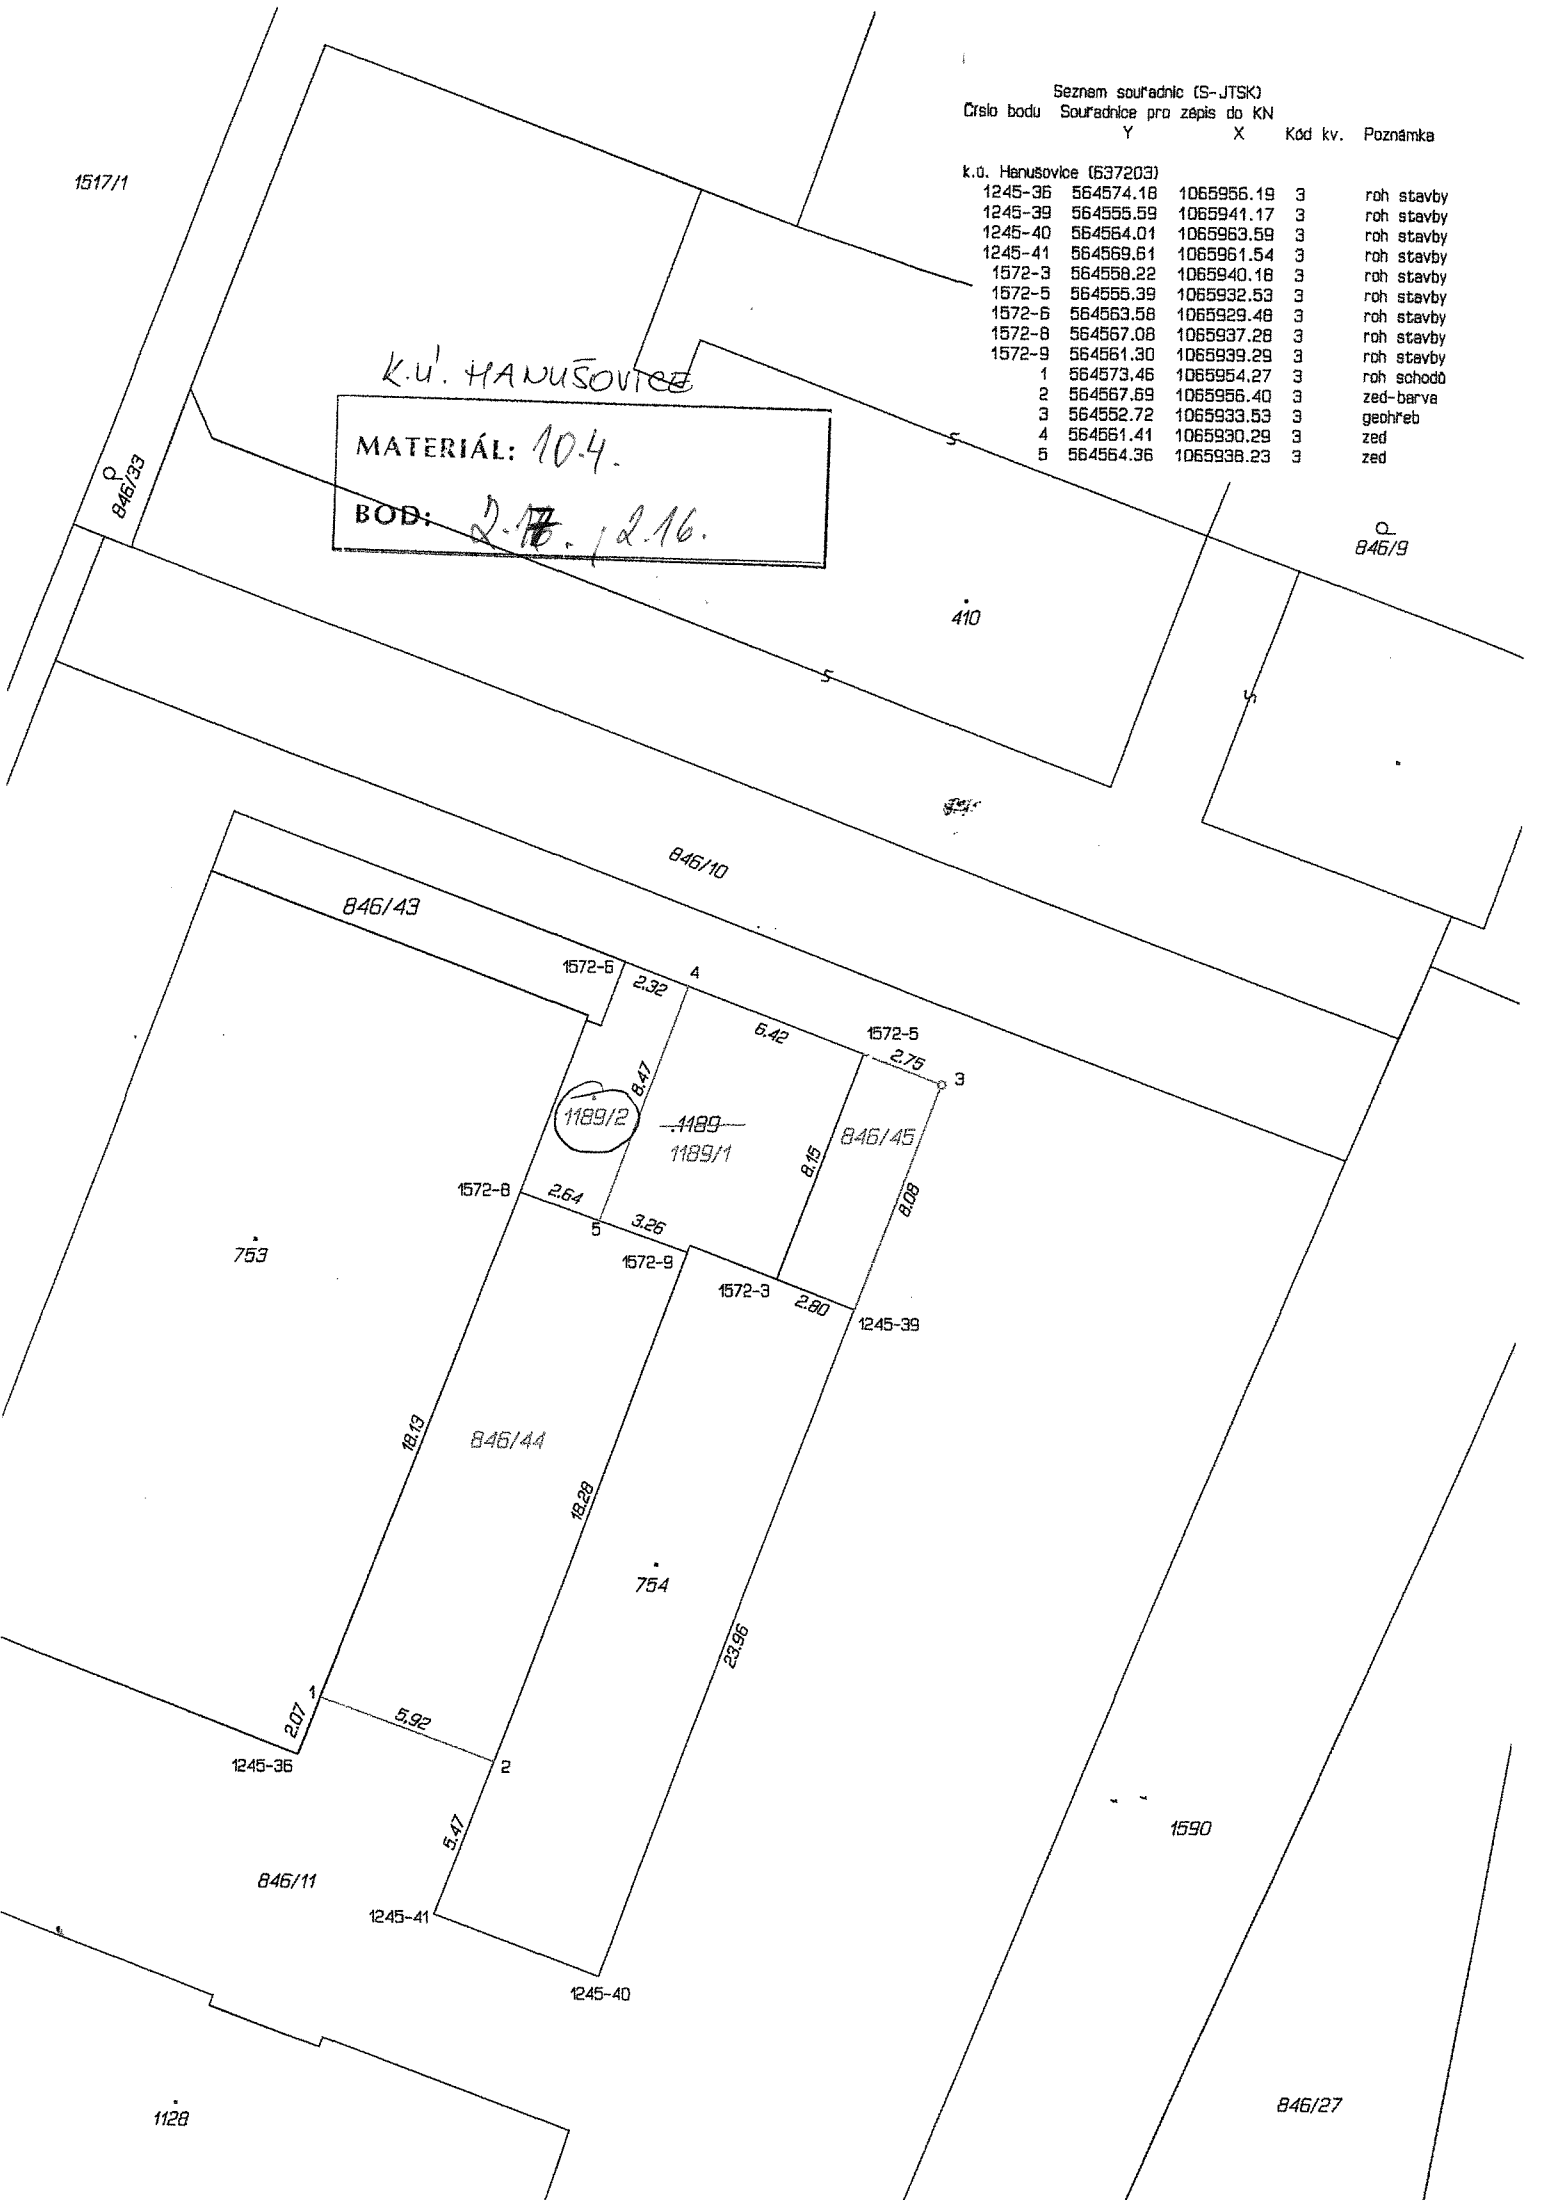 Seznam souřadnic (S-JTSK)
Číslo bodu Souřadnice pro zápis do KN
Y X Kód kv. Poznámka
k.ú. Hanušovice (637203)
1245-36 564574.18 1065956.19 3 roh stavby
1245-39 564555.59 1065941.17 3 roh stavby
1245-40 564564.01 1065963.59 3 roh stavby
1245-41 564569.61 1065961.54 3 roh stavby
1572-3 564558.22 1065940.18 3 roh stavby
1572-5 564555.39 1065932.53 3 roh stavby
1572-6 564563.58 1065929.48 3 roh stavby
1572-8 564567.08 1065937.28 3 roh stavby
1572-9 564561.30 1065939.29 3 roh stavby
1 564573.46 1065954.27 3 roh schodů
2 564567.69 1065956.40 3 zed-barva
3 564552.72 1065933.53 3 geohřeb
4 564561.41 1065930.29 3 zed
5 564564.36 1065938.23 3 zed
1517/1
K.Ú. HANUŠOVICE
MATERIÁL: 10.4.
BOD: 2.17., 2.16.
846/33
846/9
410
846/10
846/43
1572-6
2.32
4
6.42
1572-5
2.75
3
8.47
1189/2
.1189
1189/1
846/45
8.15
8.08
1572-8
2.64
5
3.26
1572-9
1572-3
2.80
1245-39
753
18.13
846/44
18.28
754
23.96
1
2.07
5.92
1245-36
2
5.47
1590
846/11
1245-41
1245-40
846/27
1128